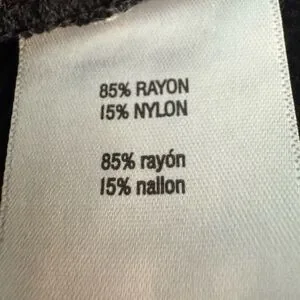 85% RAYON
15% NYLON
85% rayón
15% nailon